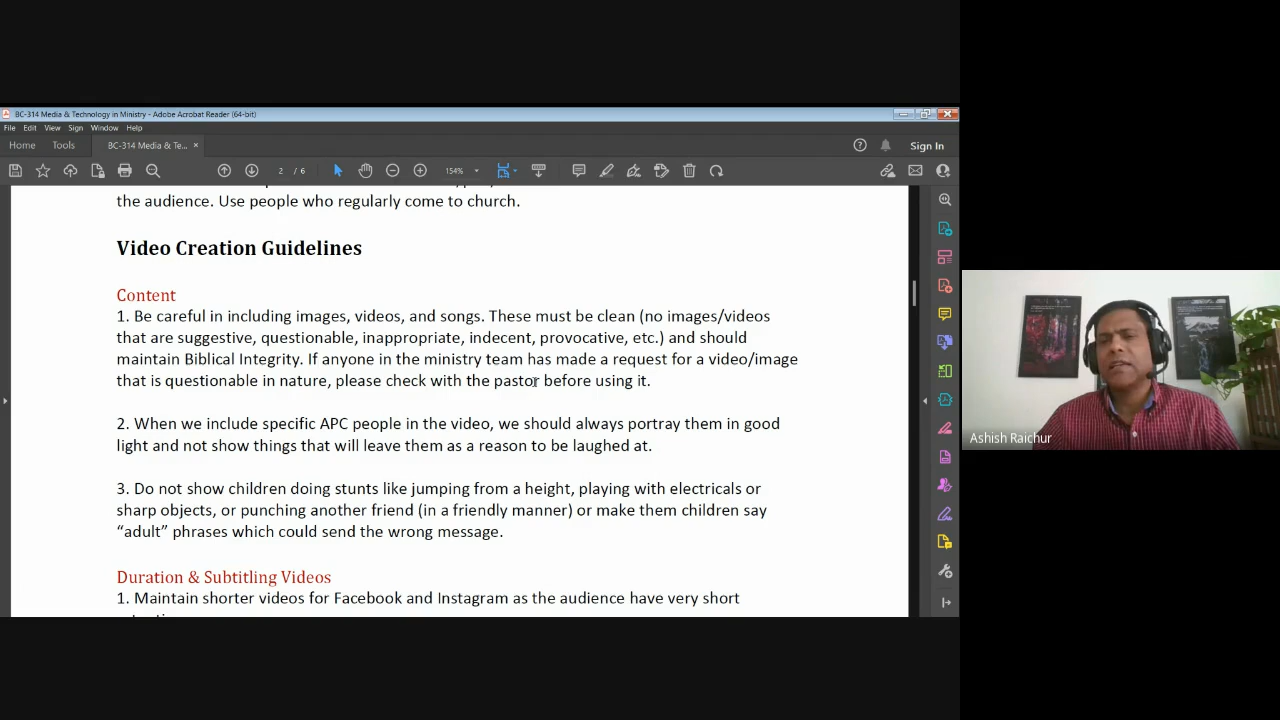 BC-314 Media & Technology in Ministry - Adobe Acrobat Reader (64-bit)
File Edit View Sign Window Help
Home Tools BC-314 Media & Te... × Sign In
2 / 6 154%
the audience. Use people who regularly come to church.
Video Creation Guidelines
Content
1. Be careful in including images, videos, and songs. These must be clean (no images/videos
that are suggestive, questionable, inappropriate, indecent, provocative, etc.) and should
maintain Biblical Integrity. If anyone in the ministry team has made a request for a video/image
that is questionable in nature, please check with the pastor before using it.
2. When we include specific APC people in the video, we should always portray them in good
light and not show things that will leave them as a reason to be laughed at.
3. Do not show children doing stunts like jumping from a height, playing with electricals or
sharp objects, or punching another friend (in a friendly manner) or make them children say
“adult” phrases which could send the wrong message.
Duration & Subtitling Videos
1. Maintain shorter videos for Facebook and Instagram as the audience have very short
Ashish Raichur